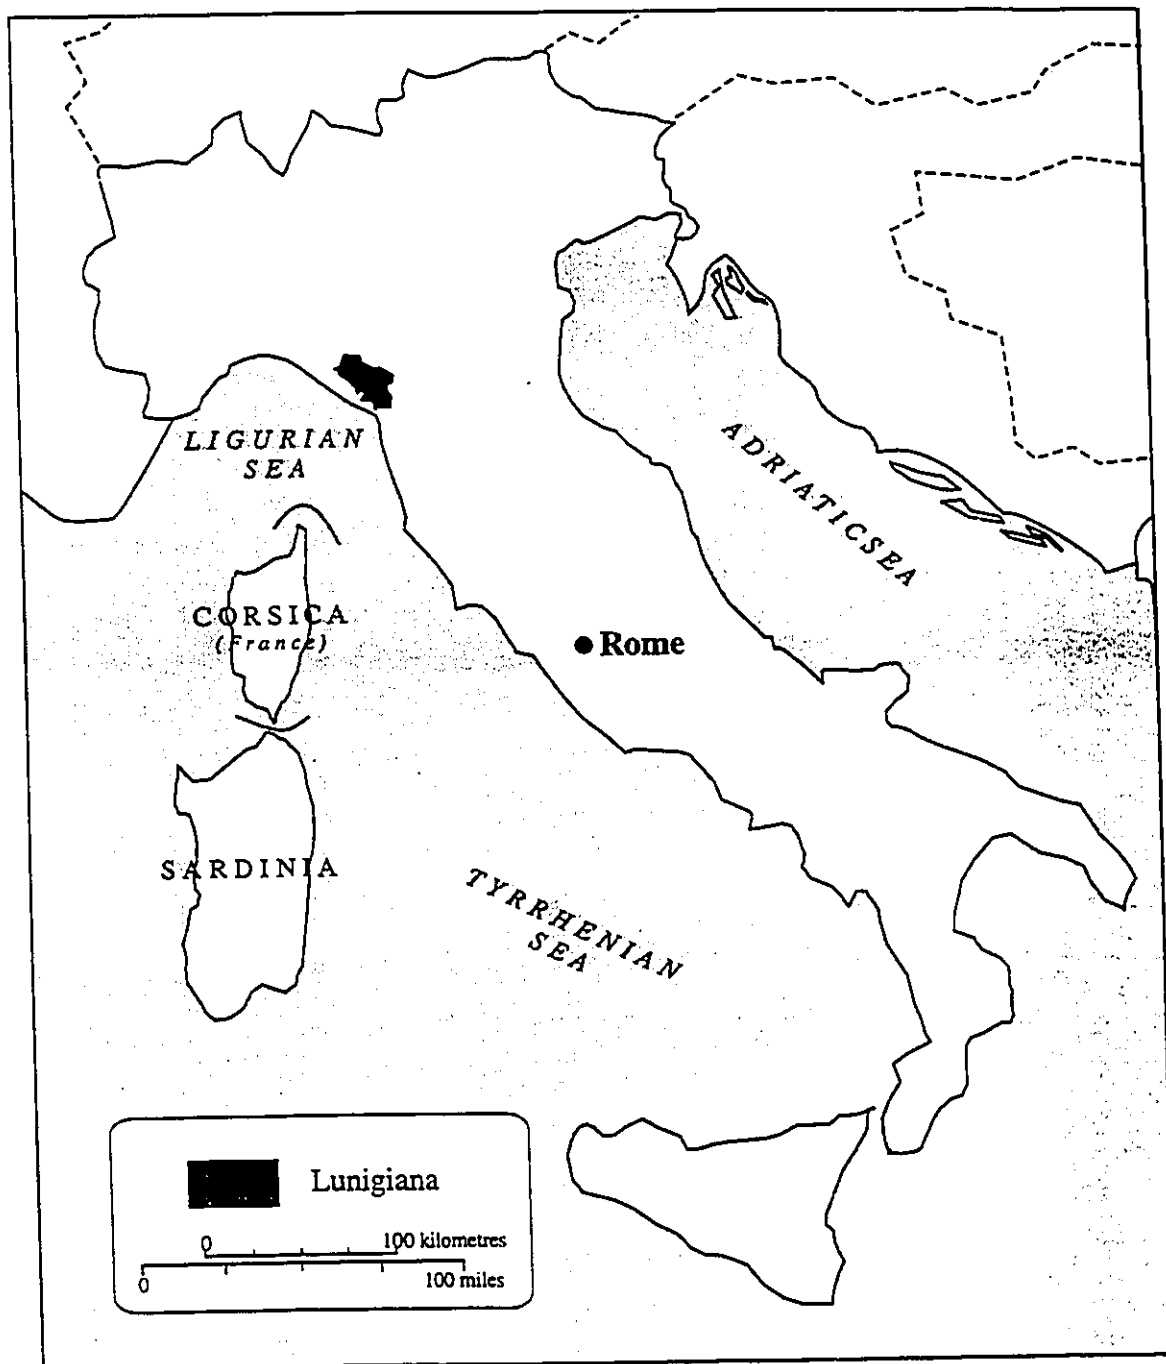 LIGURIAN
SEA
ADRIATICSEA
CORSICA
(France)
Rome
SARDINIA
TYRRHENIAN
SEA
Lunigiana
0 100 kilometres
0 100 miles